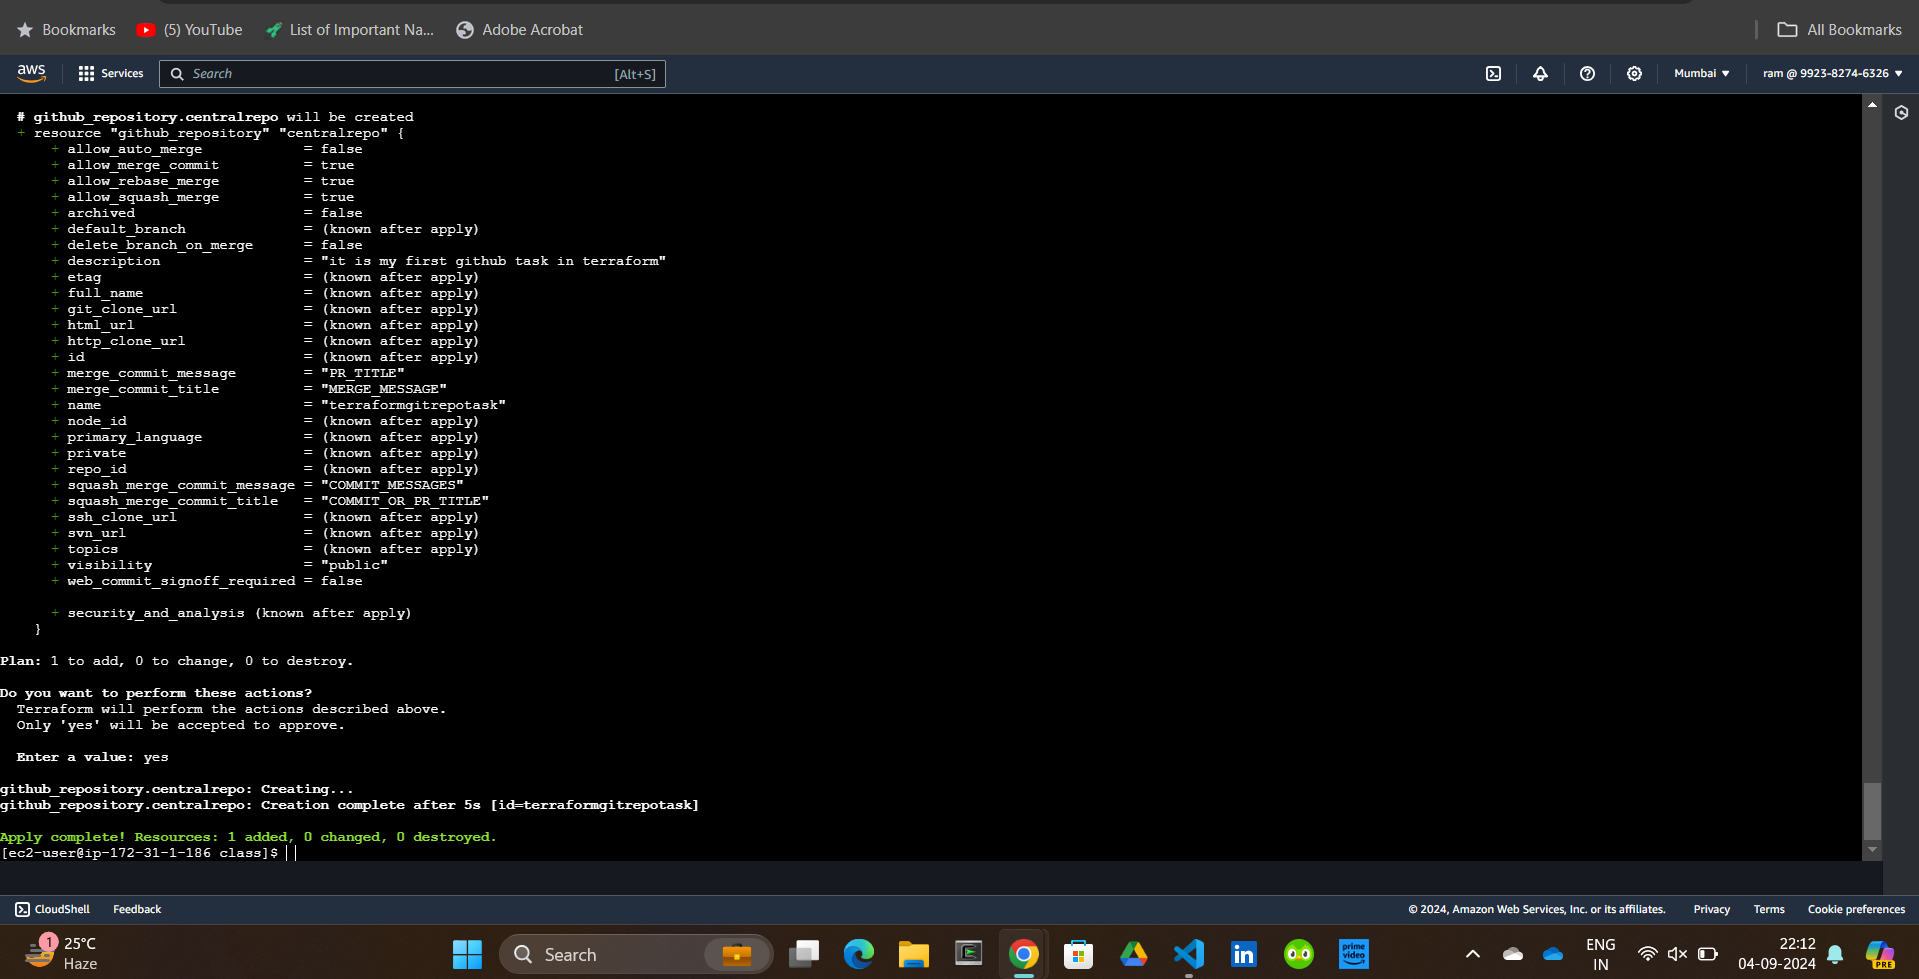 Bookmarks (5) YouTube List of Important Na... Adobe Acrobat All Bookmarks
aws Services Search [Alt+S] Mumbai ▼ ram @ 9923-8274-6326 ▼
# github_repository.centralrepo will be created
+ resource "github_repository" "centralrepo" {
+ allow_auto_merge = false
+ allow_merge_commit = true
+ allow_rebase_merge = true
+ allow_squash_merge = true
+ archived = false
+ default_branch = (known after apply)
+ delete_branch_on_merge = false
+ description = "it is my first github task in terraform"
+ etag = (known after apply)
+ full_name = (known after apply)
+ git_clone_url = (known after apply)
+ html_url = (known after apply)
+ http_clone_url = (known after apply)
+ id = (known after apply)
+ merge_commit_message = "PR_TITLE"
+ merge_commit_title = "MERGE_MESSAGE"
+ name = "terraformgitrepotask"
+ node_id = (known after apply)
+ primary_language = (known after apply)
+ private = (known after apply)
+ repo_id = (known after apply)
+ squash_merge_commit_message = "COMMIT_MESSAGES"
+ squash_merge_commit_title = "COMMIT_OR_PR_TITLE"
+ ssh_clone_url = (known after apply)
+ svn_url = (known after apply)
+ topics = (known after apply)
+ visibility = "public"
+ web_commit_signoff_required = false
+ security_and_analysis (known after apply)
}
Plan: 1 to add, 0 to change, 0 to destroy.
Do you want to perform these actions?
Terraform will perform the actions described above.
Only 'yes' will be accepted to approve.
Enter a value: yes
github_repository.centralrepo: Creating...
github_repository.centralrepo: Creation complete after 5s [id=terraformgitrepotask]
Apply complete! Resources: 1 added, 0 changed, 0 destroyed.
[ec2-user@ip-172-31-1-186 class]$
CloudShell Feedback © 2024, Amazon Web Services, Inc. or its affiliates. Privacy Terms Cookie preferences
1 25°C Search prime video ENG 22:12
Haze IN 04-09-2024 PRE